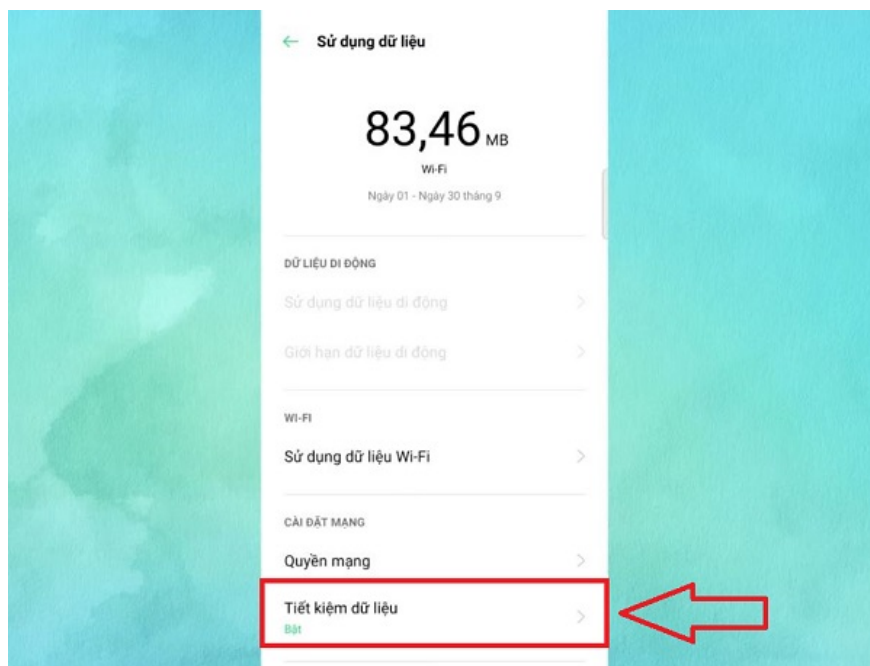 Sử dụng dữ liệu
83,46 MB
Wi-Fi
Ngày 01 - Ngày 30 tháng 9
DỮ LIỆU DI ĐỘNG
Sử dụng dữ liệu di động
Giới hạn dữ liệu di động
WI-FI
Sử dụng dữ liệu Wi-Fi
CÀI ĐẶT MẠNG
Quyền mạng
Tiết kiệm dữ liệu
Bật